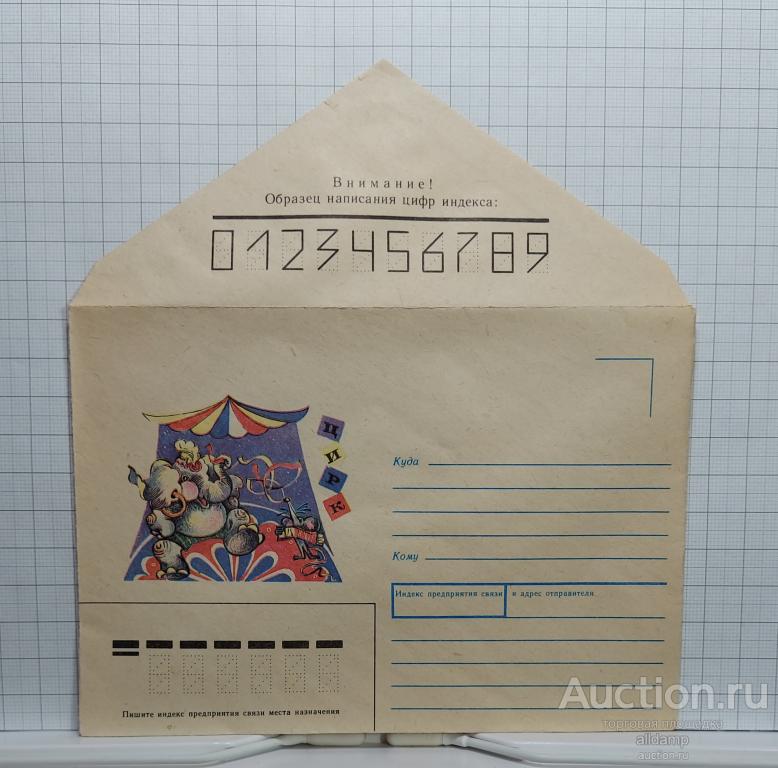 Внимание!
Образец написания цифр индекса:
0123456789
ЦИРК
Куда
Кому
Индекс предприятия связи и адрес отправителя
Пишите индекс предприятия связи места назначения
Auction.ru
торговая площадка
alldamp
auction.ru